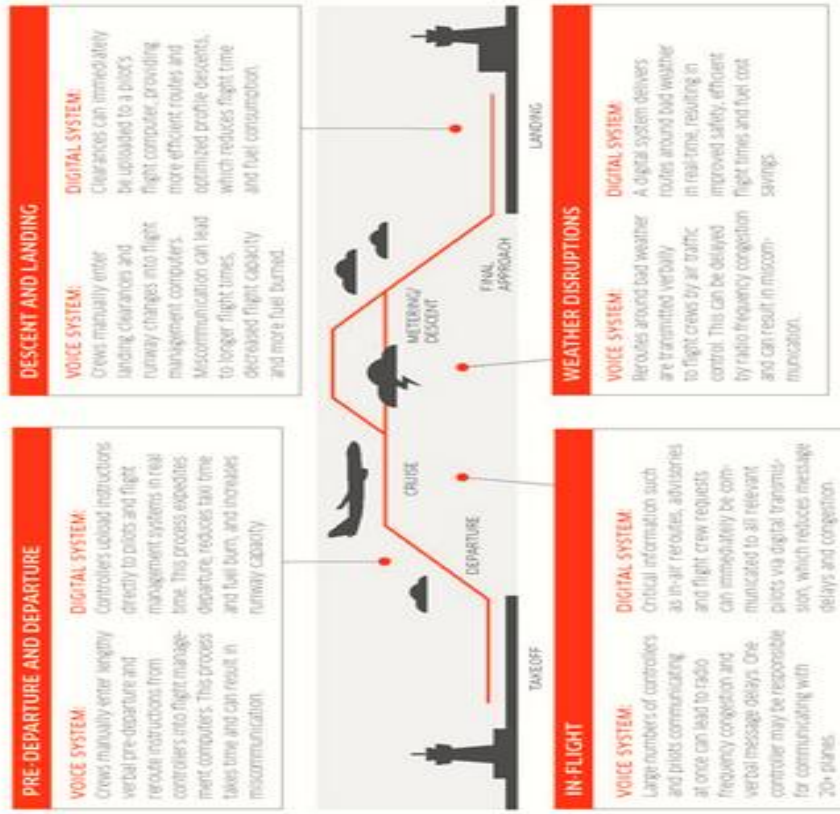 PRE-DEPARTURE AND DEPARTURE
VOICE SYSTEM:
Crews manually enter lengthy
verbal pre-departure and
reroute instructions from
controllers into flight manage-
ment computers. This process
takes time and can result in
miscommunication.
DIGITAL SYSTEM:
Controllers upload instructions
directly to pilots and flight
management systems in real
time. This process expedites
departure, reduces taxi time
and fuel burn, and increases
runway capacity.
DESCENT AND LANDING
VOICE SYSTEM:
Crews manually enter
landing clearances and
runway changes into flight
management computers.
Miscommunication can lead
to longer flight times,
decreased flight capacity
and more fuel burned.
DIGITAL SYSTEM:
Clearances can immediately
be uploaded to a pilot's
flight computer, providing
more efficient routes and
optimized profile descents,
which reduces flight time
and fuel consumption.
TAKEOFF
DEPARTURE
CRUISE
METERING/
DESCENT
FINAL
APPROACH
LANDING
IN-FLIGHT
VOICE SYSTEM:
Large numbers of controllers
and pilots communicating
at once can lead to radio
frequency congestion and
verbal message delays. One
controller may be responsible
for communicating with
20+ planes.
DIGITAL SYSTEM:
Critical information such
as in-air reroutes, advisories
and flight crew requests
can immediately be com-
municated to all relevant
pilots via digital transmis-
sion, which reduces message
delays and congestion.
WEATHER DISRUPTIONS
VOICE SYSTEM:
Reroutes around bad weather
are transmitted verbally
to flight crews by air traffic
control. This can be delayed
by radio frequency congestion
and can result in miscom-
munication.
DIGITAL SYSTEM:
A digital system delivers
routes around bad weather
in real-time, resulting in
improved safety, efficient
flight times and fuel cost
savings.